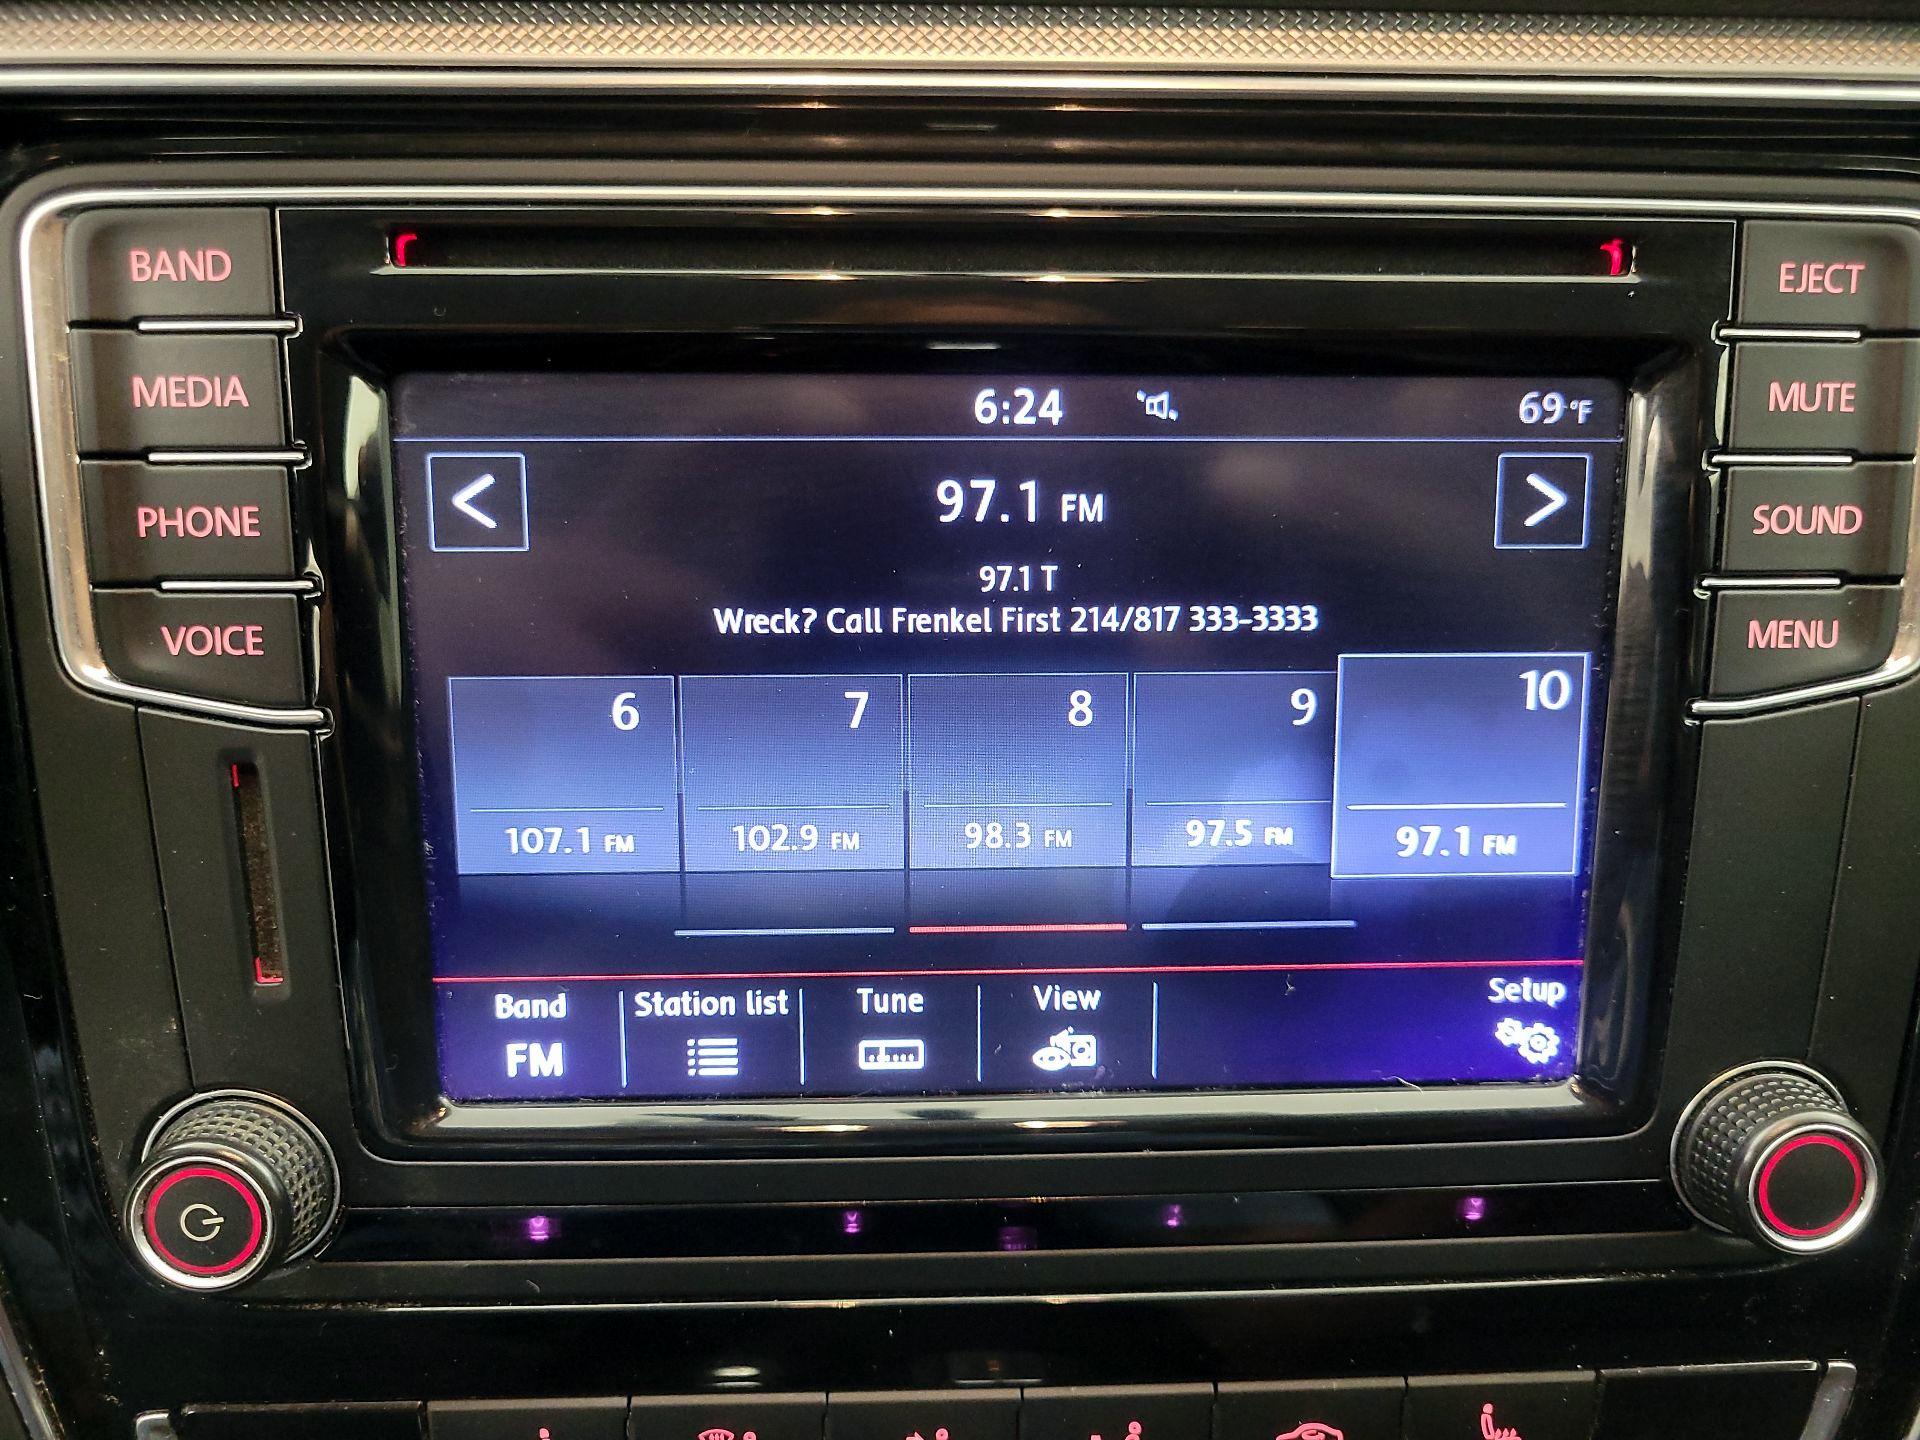 BAND
MEDIA
PHONE
VOICE
EJECT
MUTE
SOUND
MENU
6:24
69 °F
<
97.1 FM
>
97.1 T
Wreck? Call Frenkel First 214/817 333-3333
6 7 8 9 10
107.1 FM 102.9 FM 98.3 FM 97.5 FM 97.1 FM
Band Station list Tune View Setup
FM